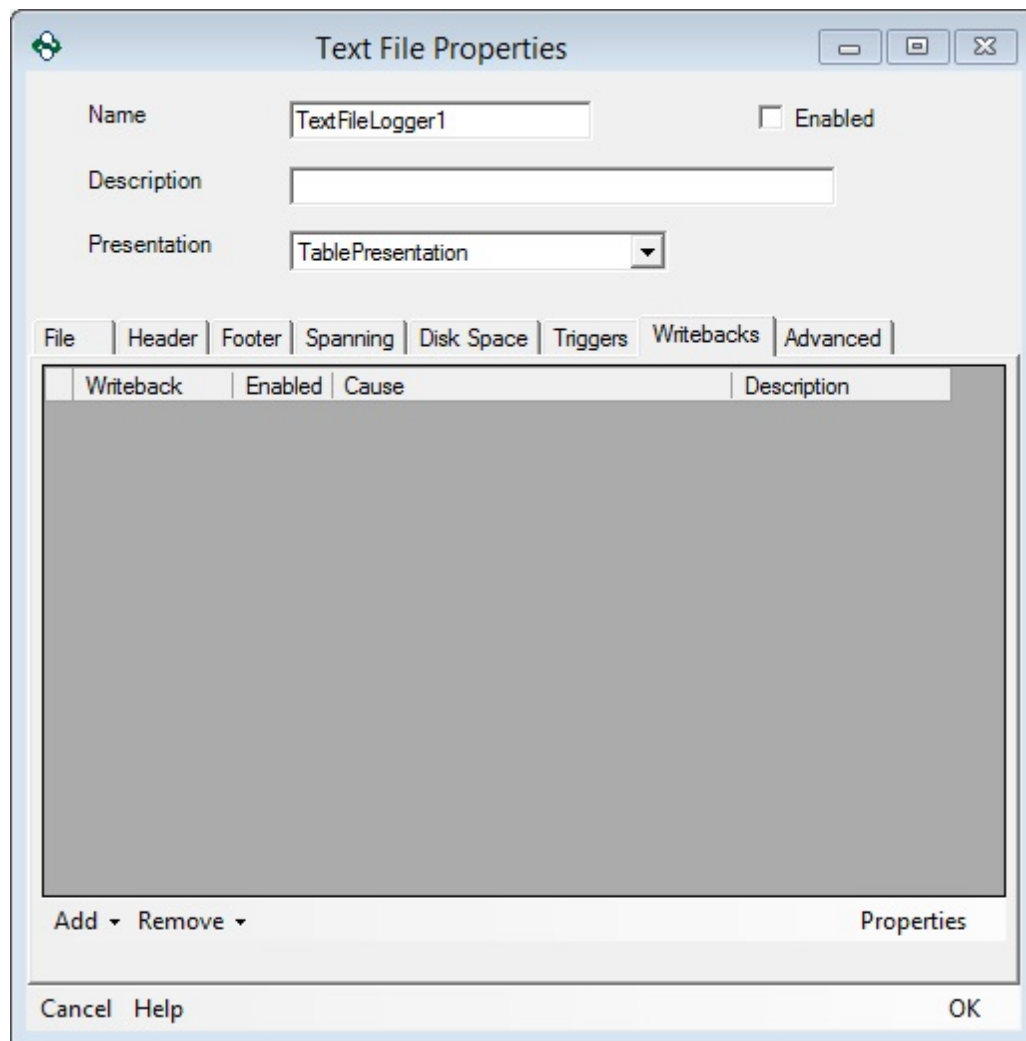 Text File Properties
Name TextFileLogger1 Enabled
Description
Presentation TablePresentation
File Header Footer Spanning Disk Space Triggers Writebacks Advanced
Writeback Enabled Cause Description
Add Remove Properties
Cancel Help OK